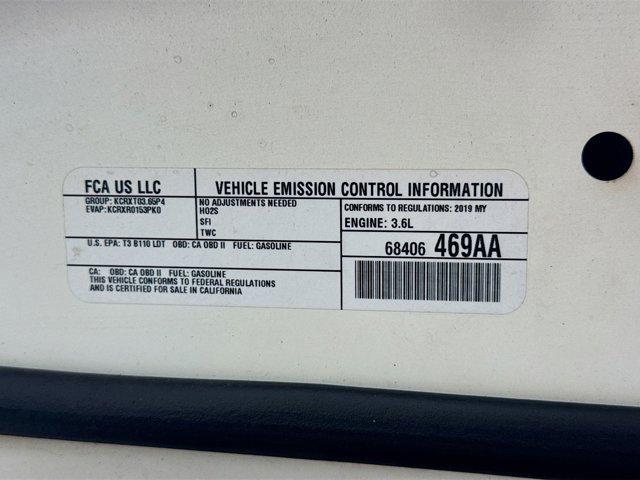 FCA US LLC
VEHICLE EMISSION CONTROL INFORMATION
GROUP: KCRXT03.65P4
EVAP: KCRXR0153PK0
NO ADJUSTMENTS NEEDED
HO2S
SFI
TWC
CONFORMS TO REGULATIONS: 2019 MY
ENGINE: 3.6L
U.S. EPA: T3 B110 LDT OBD: CA OBD II FUEL: GASOLINE
68406 469AA
CA: OBD: CA OBD II FUEL: GASOLINE
THIS VEHICLE CONFORMS TO FEDERAL REGULATIONS
AND IS CERTIFIED FOR SALE IN CALIFORNIA